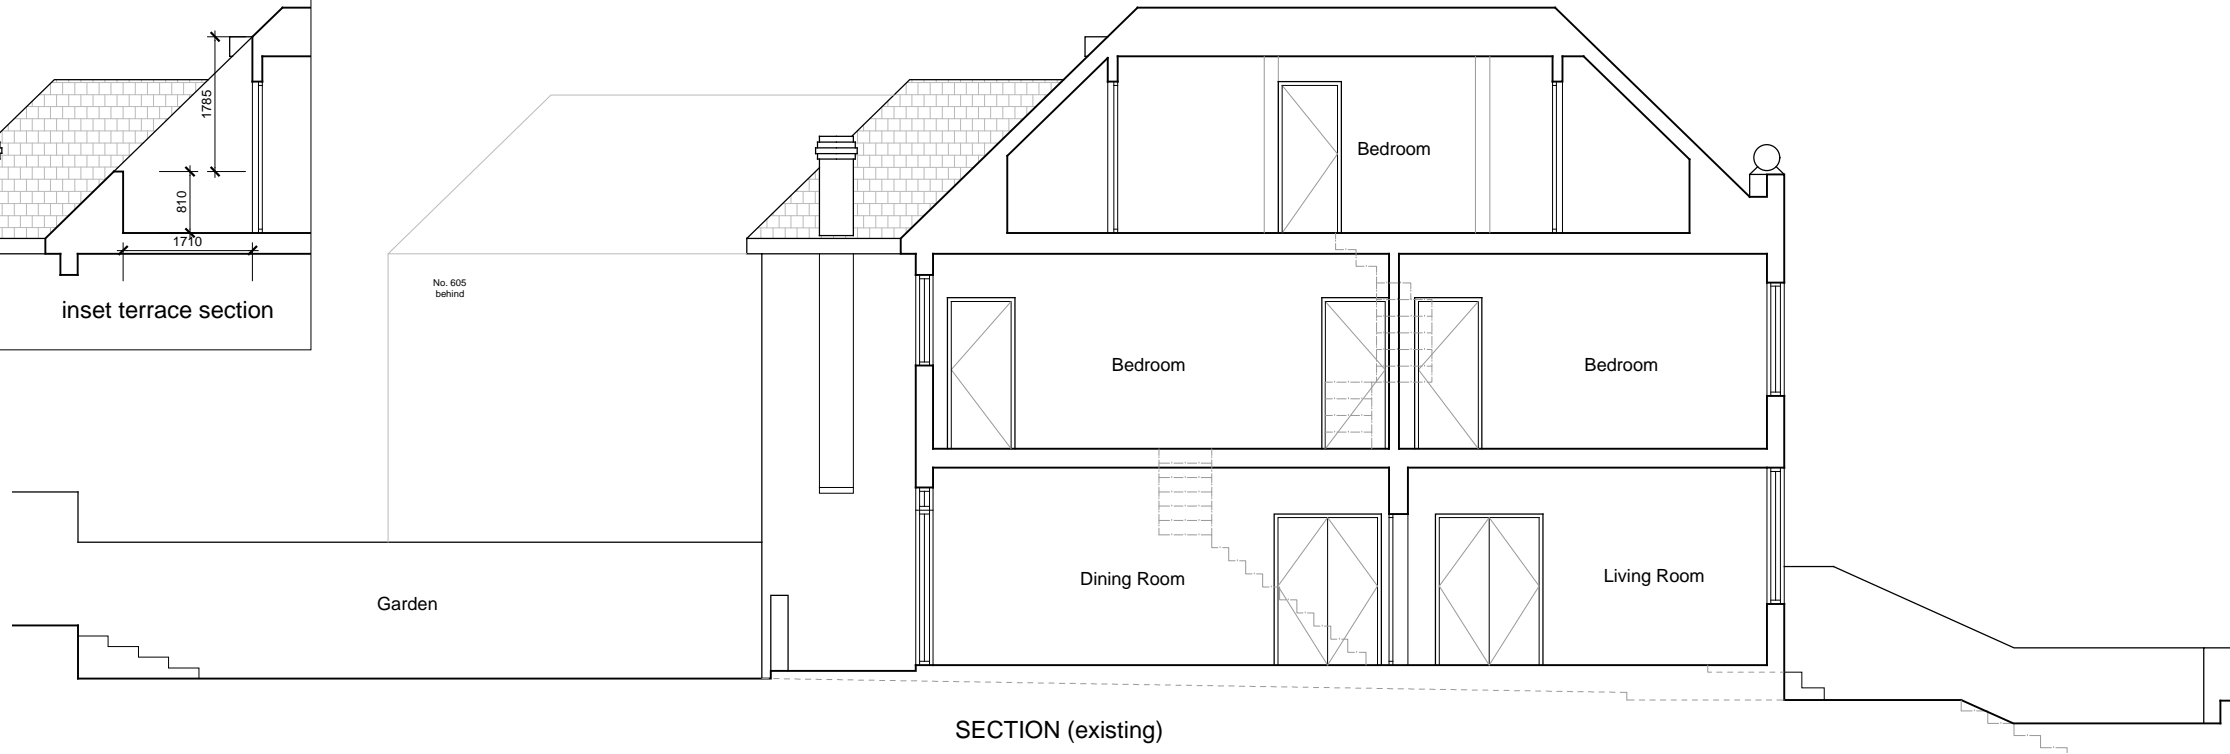 1785
810
1710
inset terrace section
No. 605
behind
Bedroom
Bedroom
Bedroom
Dining Room
Living Room
Garden
SECTION (existing)